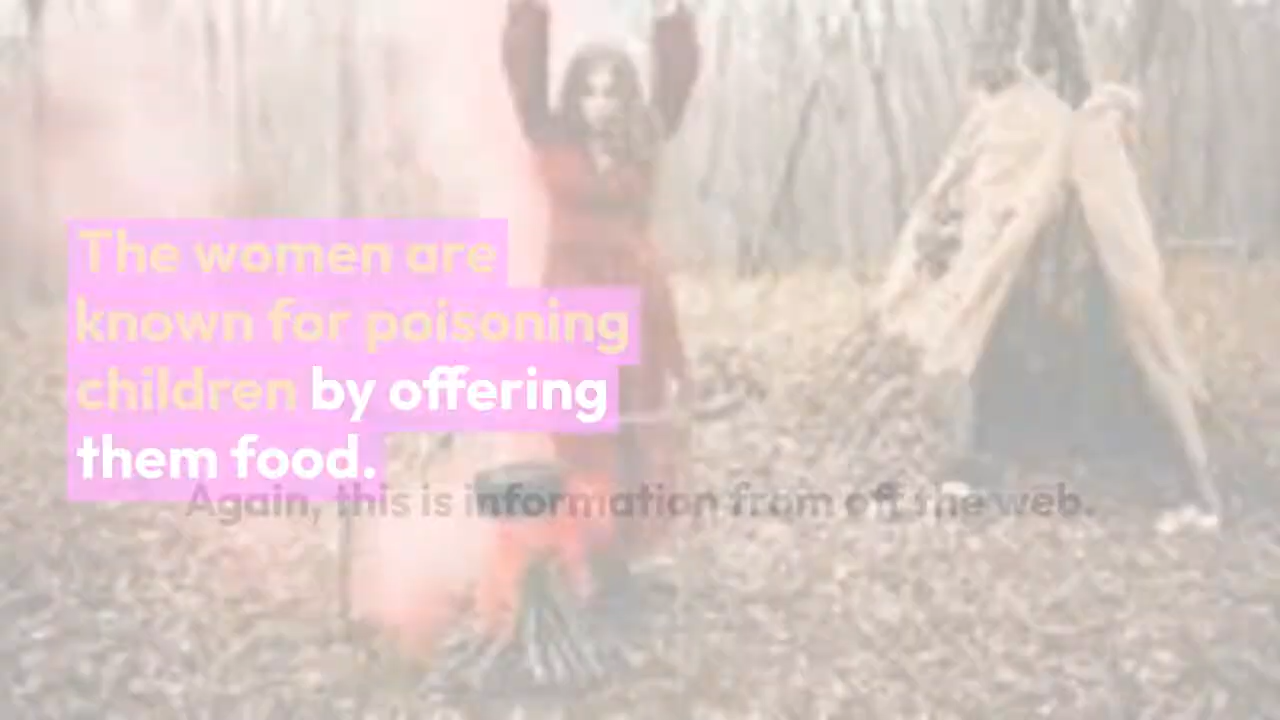 The women are
known for poisoning
children by offering
them food.
Again, this is information from off the web.